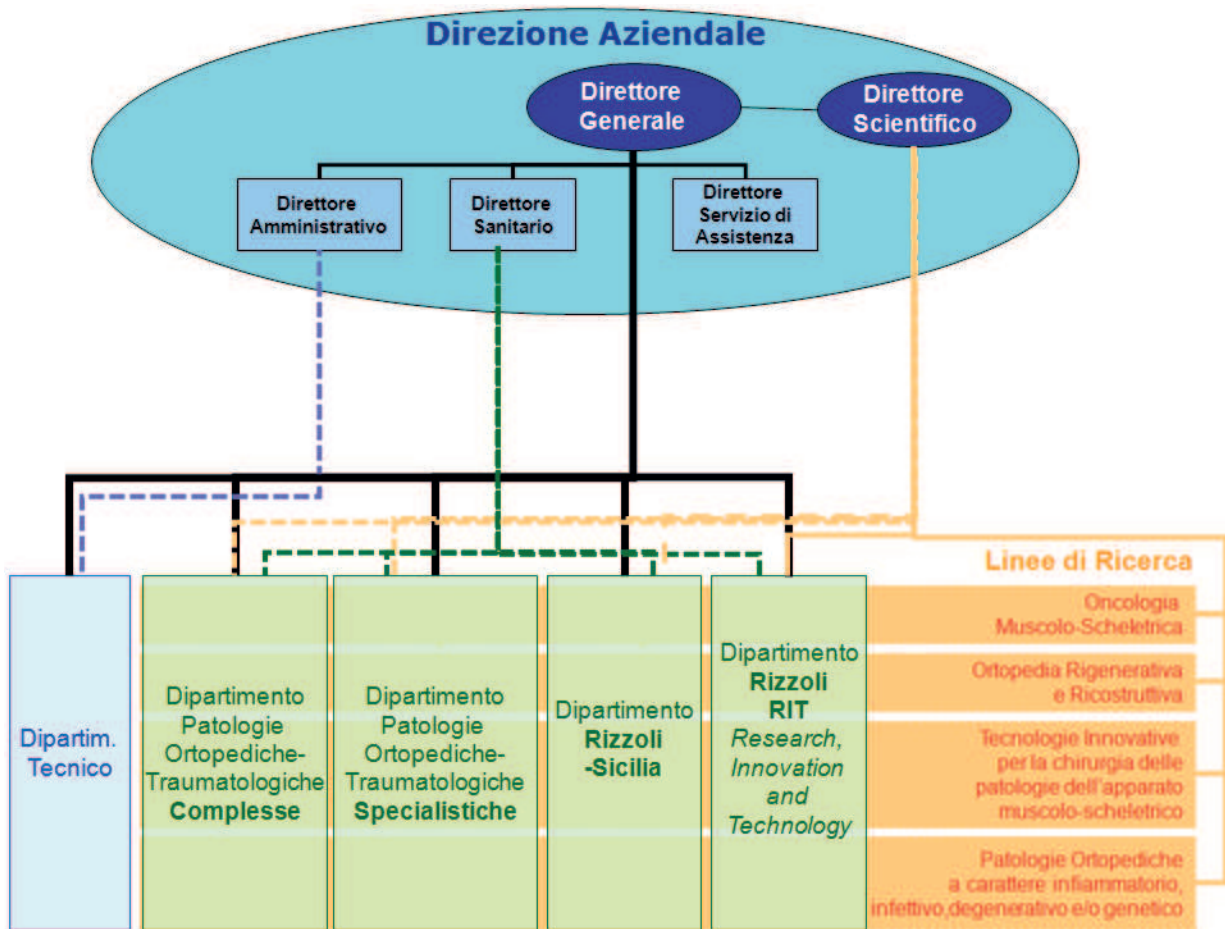 Direzione Aziendale
Direttore
Generale
Direttore
Scientifico
Direttore
Amministrativo
Direttore
Sanitario
Direttore
Servizio di
Assistenza
Linee di Ricerca
Dipartim.
Tecnico
Dipartimento
Patologie
Ortopediche-
Traumatologiche
Complesse
Dipartimento
Patologie
Ortopediche-
Traumatologiche
Specialistiche
Dipartimento
Rizzoli
-Sicilia
Dipartimento
Rizzoli
RIT
Research,
Innovation
and
Technology
Oncologia
Muscolo-Scheletrica
Ortopedia Rigenerativa
e Ricostruttiva
Tecnologie Innovative
per la chirurgia delle
patologie dell'apparato
muscolo-scheletrico
Patologie Ortopediche
a carattere infiammatorio,
infettivo,degenerativo e/o genetico